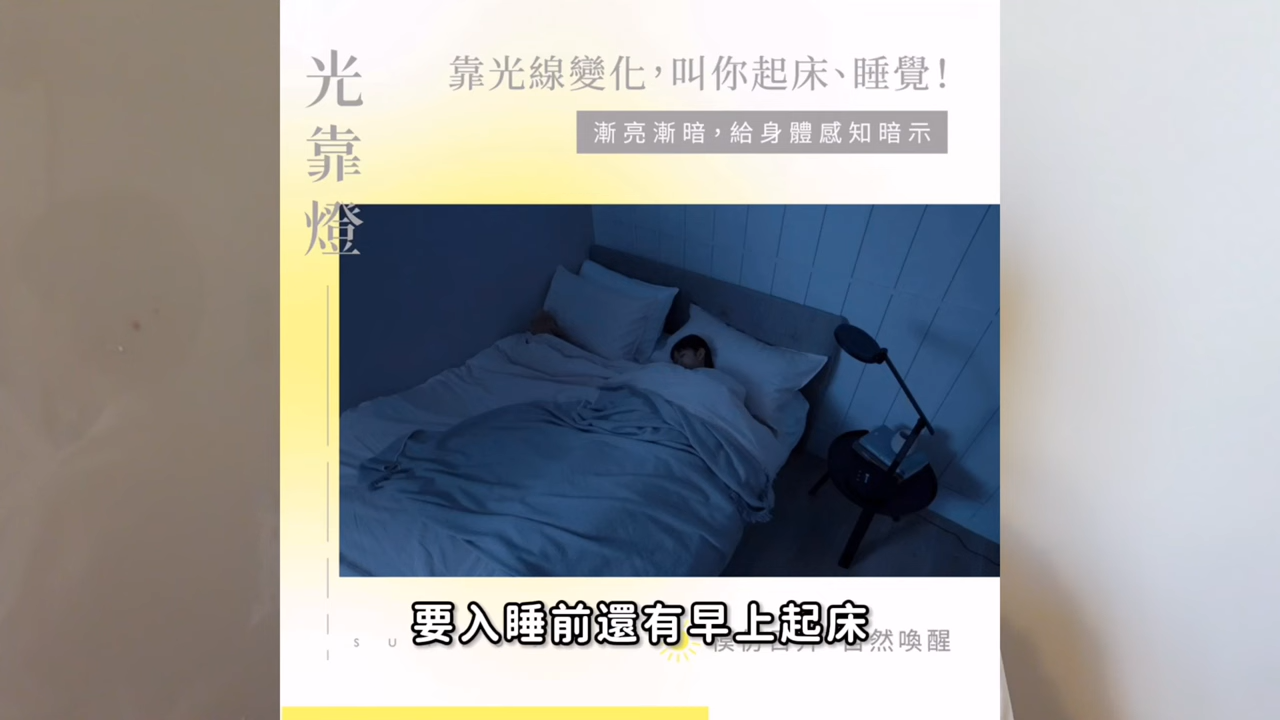 光靠燈
靠光線變化，叫你起床、睡覺！
漸亮漸暗，給身體感知暗示
要入睡前還有早上起床
S U
然喚醒